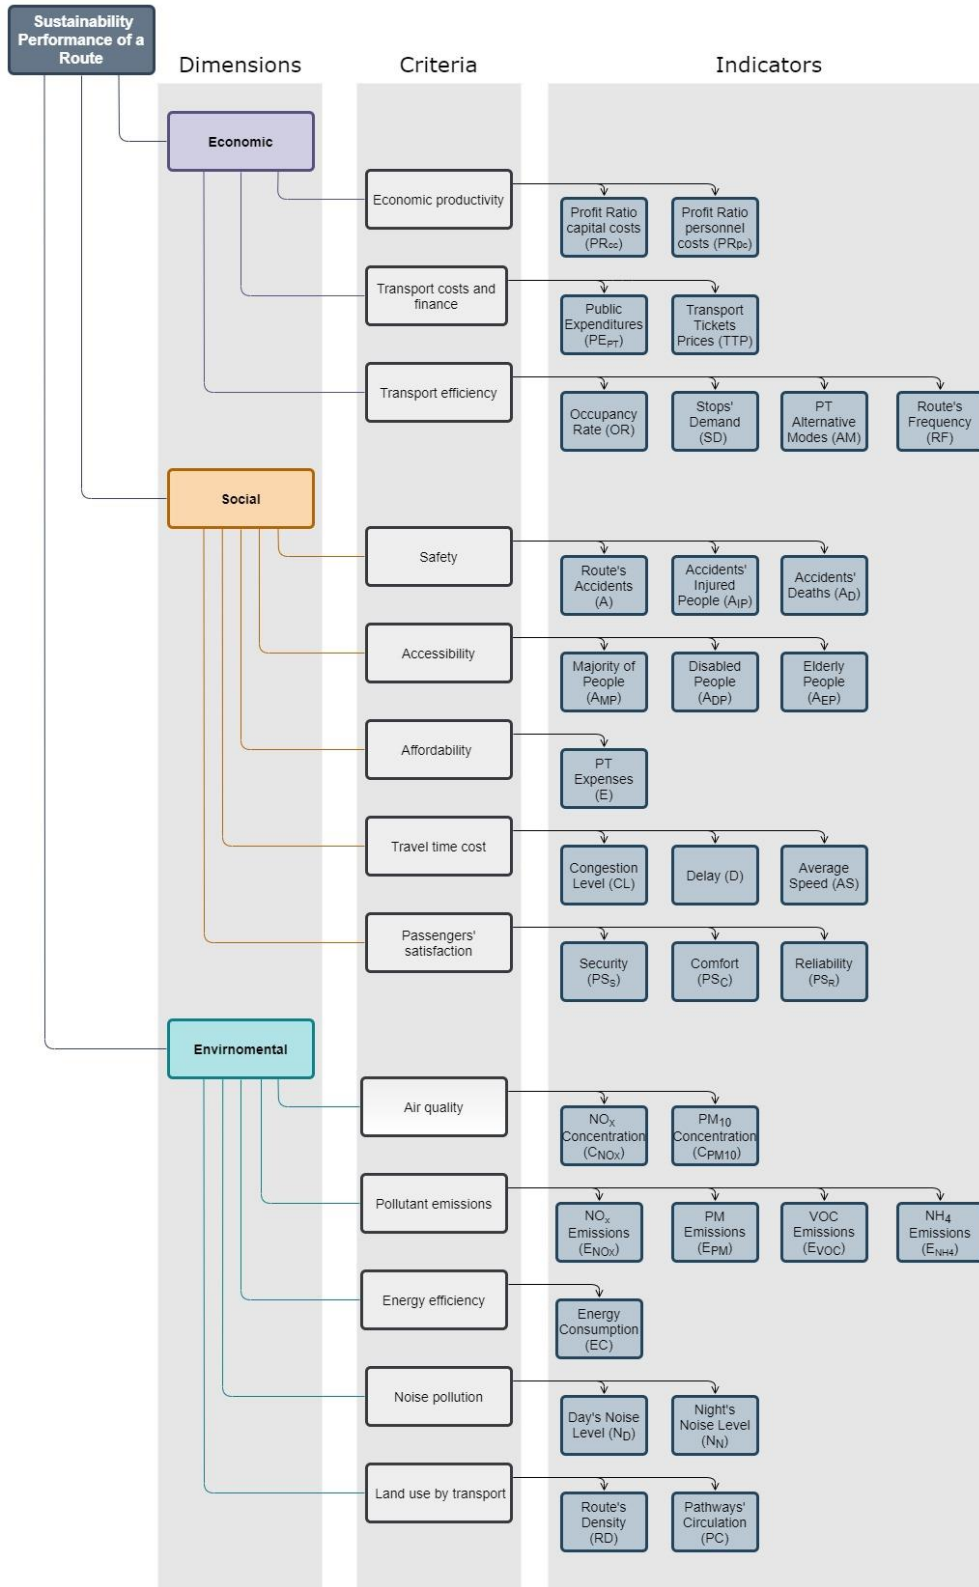 Sustainability
Performance of a
Route
Dimensions
Criteria
Indicators
Economic
Economic productivity
Profit Ratio
capital costs
(PRcc)
Profit Ratio
personnel
costs (PRpc)
Transport costs and
finance
Public
Expenditures
(PEPT)
Transport
Tickets
Prices (TTP)
Transport efficiency
Occupancy
Rate (OR)
Stops'
Demand
(SD)
PT
Alternative
Modes (AM)
Route's
Frequency
(RF)
Social
Safety
Route's
Accidents
(A)
Accidents'
Injured
People (AIP)
Accidents'
Deaths (AD)
Accessibility
Majority of
People
(AMP)
Disabled
People
(ADP)
Elderly
People
(AEP)
Affordability
PT
Expenses
(E)
Travel time cost
Congestion
Level (CL)
Delay (D)
Average
Speed (AS)
Passengers'
satisfaction
Security
(PSS)
Comfort
(PSC)
Reliability
(PSR)
Envirnomental
Air quality
NOx
Concentration
(CNOx)
PM10
Concentration
(CPM10)
Pollutant emissions
NOx
Emissions
(ENOx)
PM
Emissions
(EPM)
VOC
Emissions
(EVOC)
NH4
Emissions
(ENH4)
Energy efficiency
Energy
Consumption
(EC)
Noise pollution
Day's Noise
Level (ND)
Night's
Noise Level
(NN)
Land use by transport
Route's
Density
(RD)
Pathways'
Circulation
(PC)